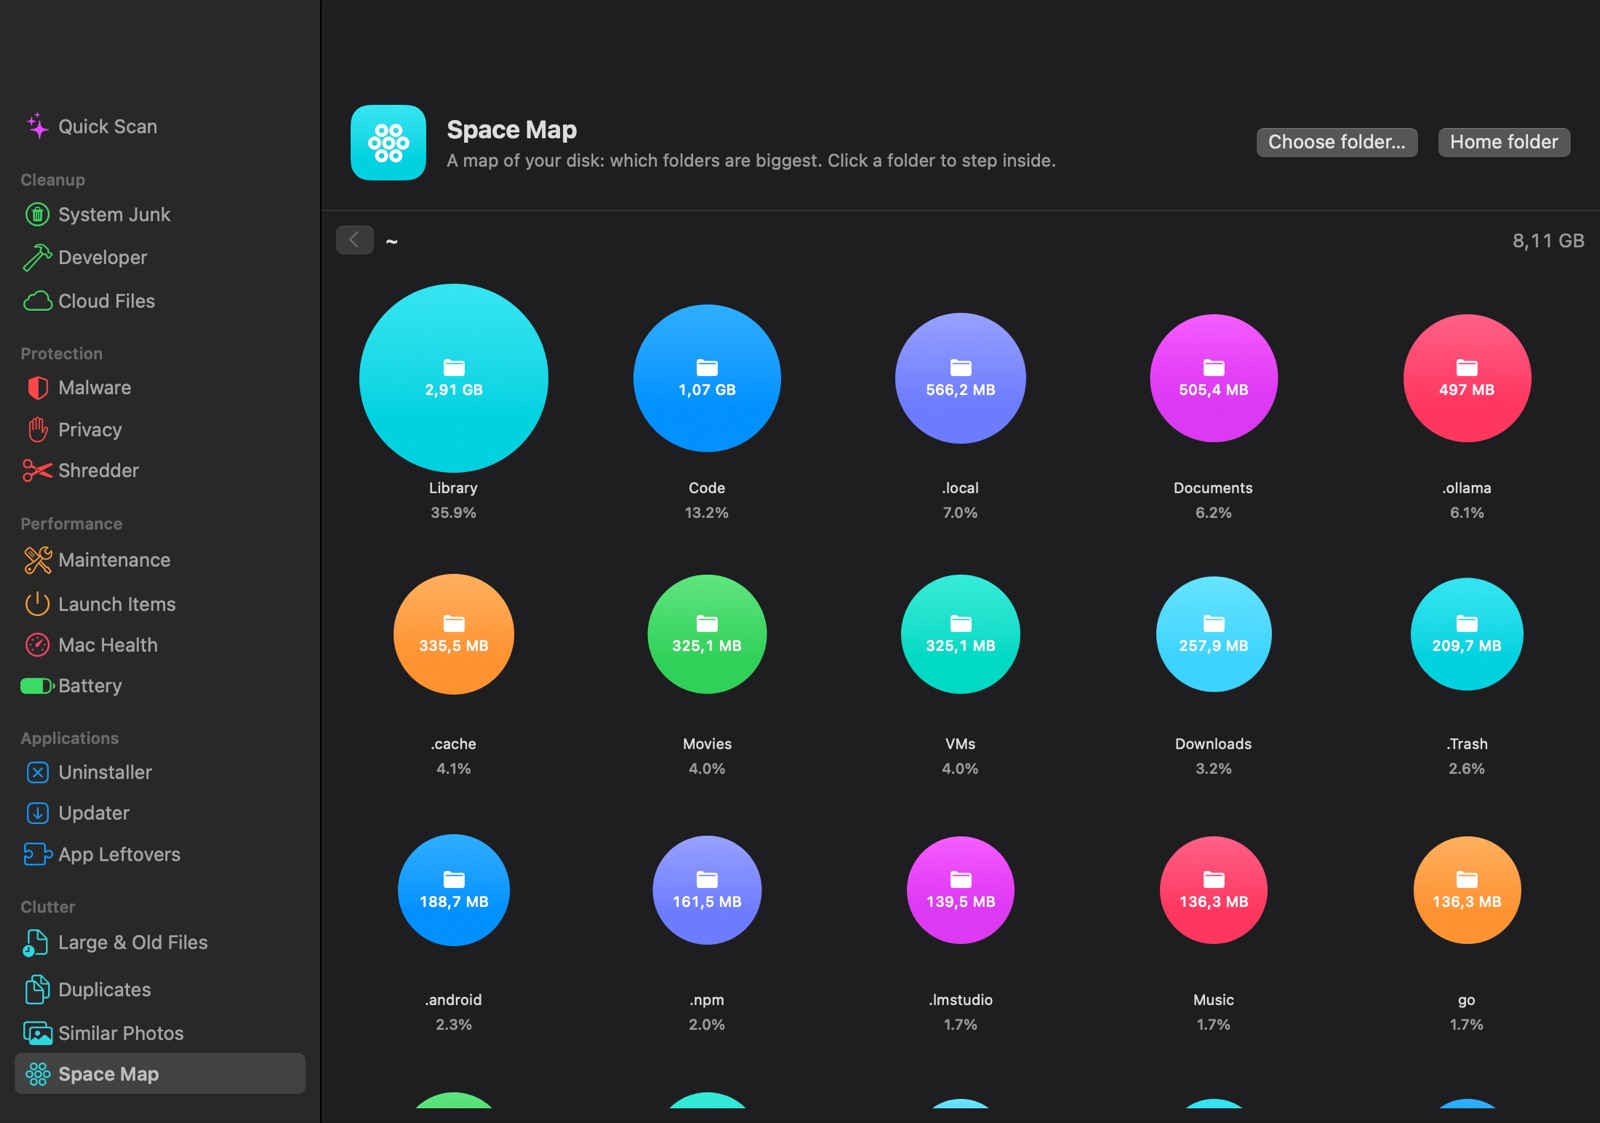 Quick Scan
Cleanup
System Junk
Developer
Cloud Files
Protection
Malware
Privacy
Shredder
Performance
Maintenance
Launch Items
Mac Health
Battery
Applications
Uninstaller
Updater
App Leftovers
Clutter
Large & Old Files
Duplicates
Similar Photos
Space Map
Space Map
A map of your disk: which folders are biggest. Click a folder to step inside.
Choose folder...
Home folder
~
8,11 GB
2,91 GB
Library
35.9%
1,07 GB
Code
13.2%
566,2 MB
.local
7.0%
505,4 MB
Documents
6.2%
497 MB
.ollama
6.1%
335,5 MB
.cache
4.1%
325,1 MB
Movies
4.0%
325,1 MB
VMs
4.0%
257,9 MB
Downloads
3.2%
209,7 MB
.Trash
2.6%
188,7 MB
.android
2.3%
161,5 MB
.npm
2.0%
139,5 MB
.lmstudio
1.7%
136,3 MB
Music
1.7%
136,3 MB
go
1.7%